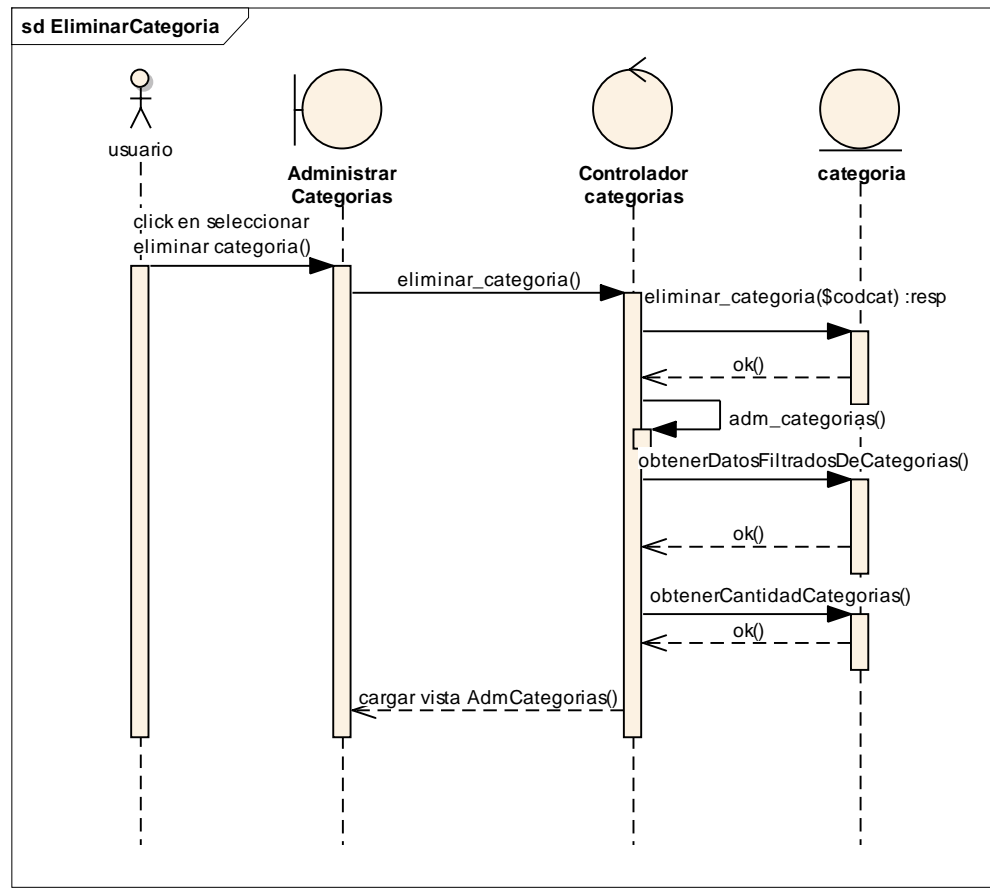 sd EliminarCategoria
usuario
Administrar
Categorias
Controlador
categorias
categoria
click en seleccionar
eliminar categoria()
eliminar_categoria()
eliminar_categoria($codcat) :resp
ok()
adm_categorias()
obtenerDatosFiltradosDeCategorias()
ok()
obtenerCantidadCategorias()
ok()
cargar vista AdmCategorias()